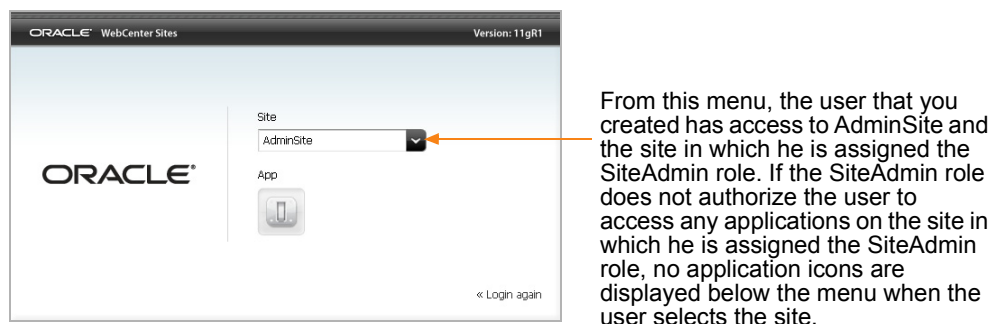 ORACLE® WebCenter Sites
Version: 11gR1
Site
AdminSite
App
ORACLE®
« Login again
From this menu, the user that you
created has access to AdminSite and
the site in which he is assigned the
SiteAdmin role. If the SiteAdmin role
does not authorize the user to
access any applications on the site in
which he is assigned the SiteAdmin
role, no application icons are
displayed below the menu when the
user selects the site.